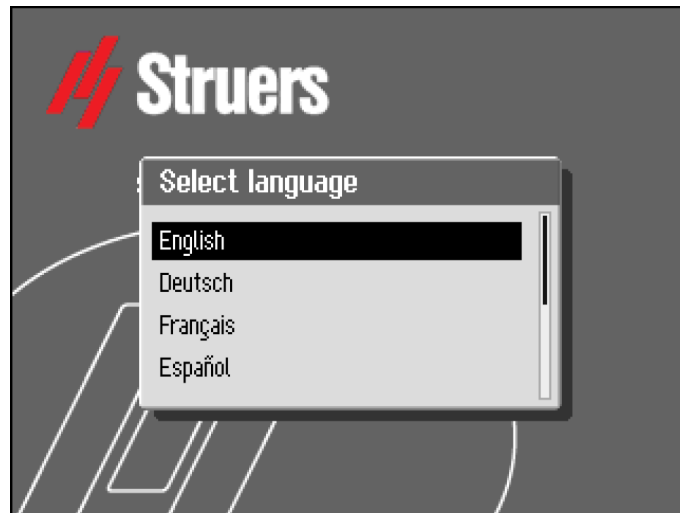 Struers
Select language
English
Deutsch
Français
Español